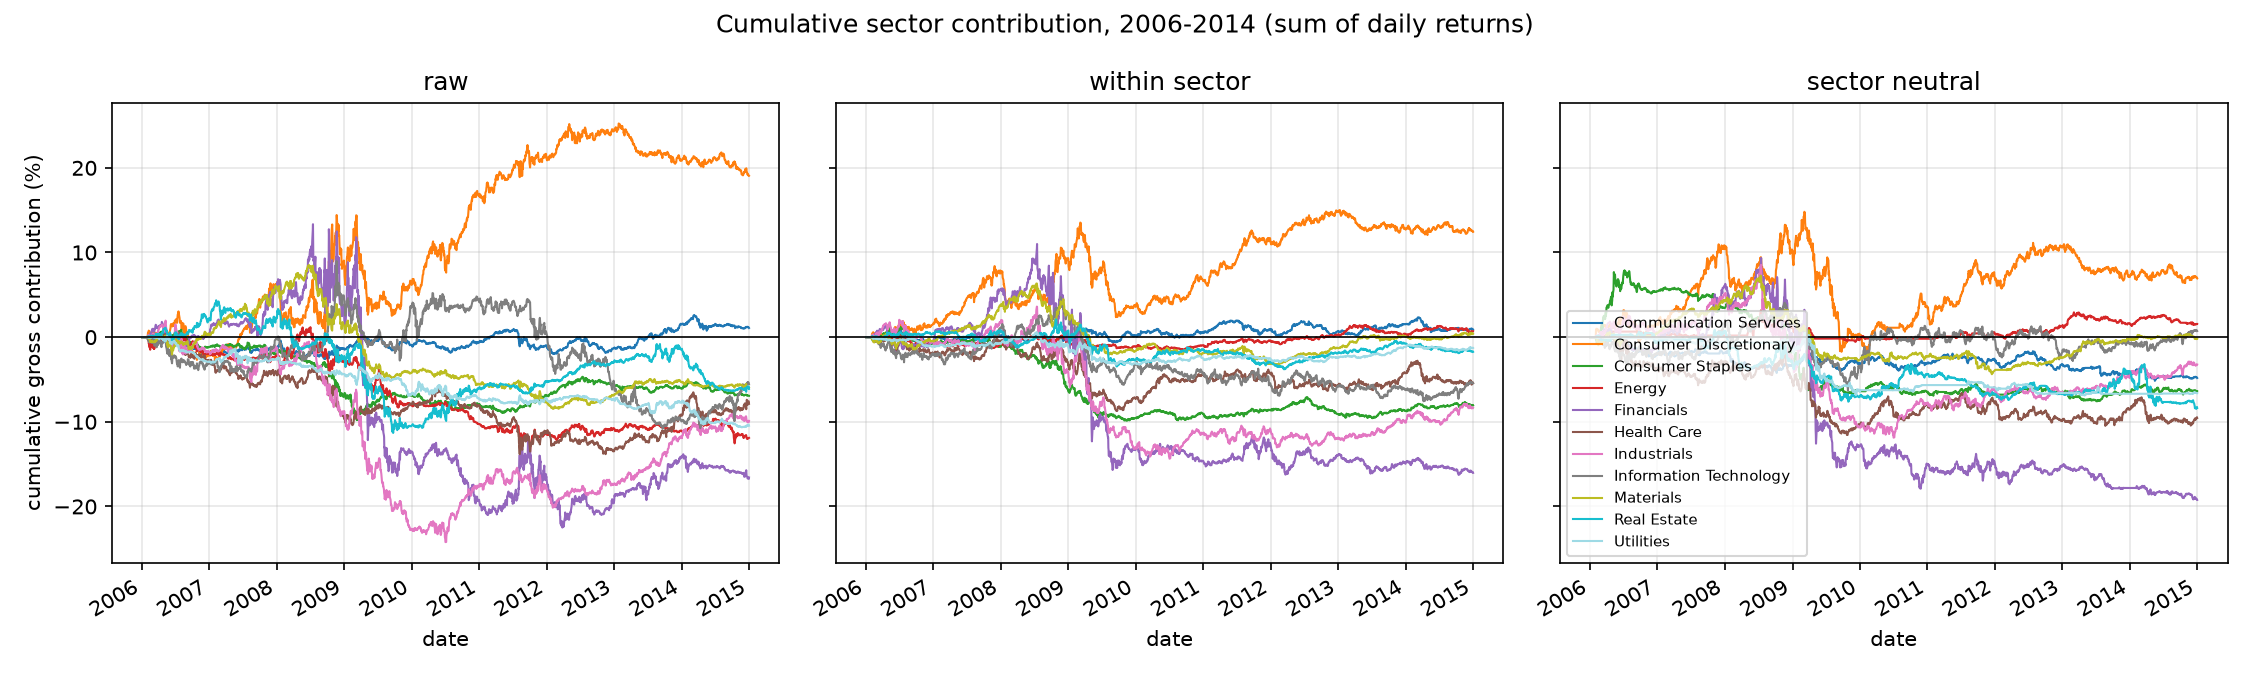 Cumulative sector contribution, 2006-2014 (sum of daily returns)
raw
cumulative gross contribution (%)
20
10
0
−10
−20
2006 2007 2008 2009 2010 2011 2012 2013 2014 2015
date
within sector
2006 2007 2008 2009 2010 2011 2012 2013 2014 2015
date
sector neutral
Communication Services
Consumer Discretionary
Consumer Staples
Energy
Financials
Health Care
Industrials
Information Technology
Materials
Real Estate
Utilities
2006 2007 2008 2009 2010 2011 2012 2013 2014 2015
date